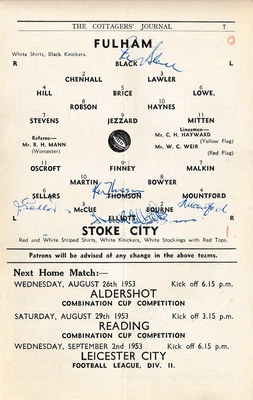 THE COTTAGERS' JOURNAL 7
FULHAM
White Shirts, Black Knickers.
R BLACK L
2 3
CHENHALL LAWLER
4 5 6
HILL BRICE LOWE,
8 10
ROBSON HAYNES
7 9 11
STEVENS JEZZARD MITTEN
Referee— Linesmen—
Mr. R. H. MANN Mr. C. H. HAYWARD
(Worcester) (Yellow Flag)
Mr. W. C. WEIR
(Red Flag)
11 9 7
OSCROFT FINNEY MALKIN
10 8
MARTIN BOWYER
6 5 4
SELLARS THOMSON MOUNTFORD
3 2
McCUE BOURNE
L ELLIOTT R
STOKE CITY
Red and White Striped Shirts, White Knickers, White Stockings with Red Tops.
Patrons will be advised of any change in the above teams.
Next Home Match:—
WEDNESDAY, AUGUST 26th 1953 Kick off 6.15 p.m.
ALDERSHOT
COMBINATION CUP COMPETITION
SATURDAY, AUGUST 29th 1953 Kick off 3.15 p.m.
READING
COMBINATION CUP COMPETITION
WEDNESDAY, SEPTEMBER 2nd 1953 Kick off 6.15 p.m.
LEICESTER CITY
FOOTBALL LEAGUE, DIV. II.